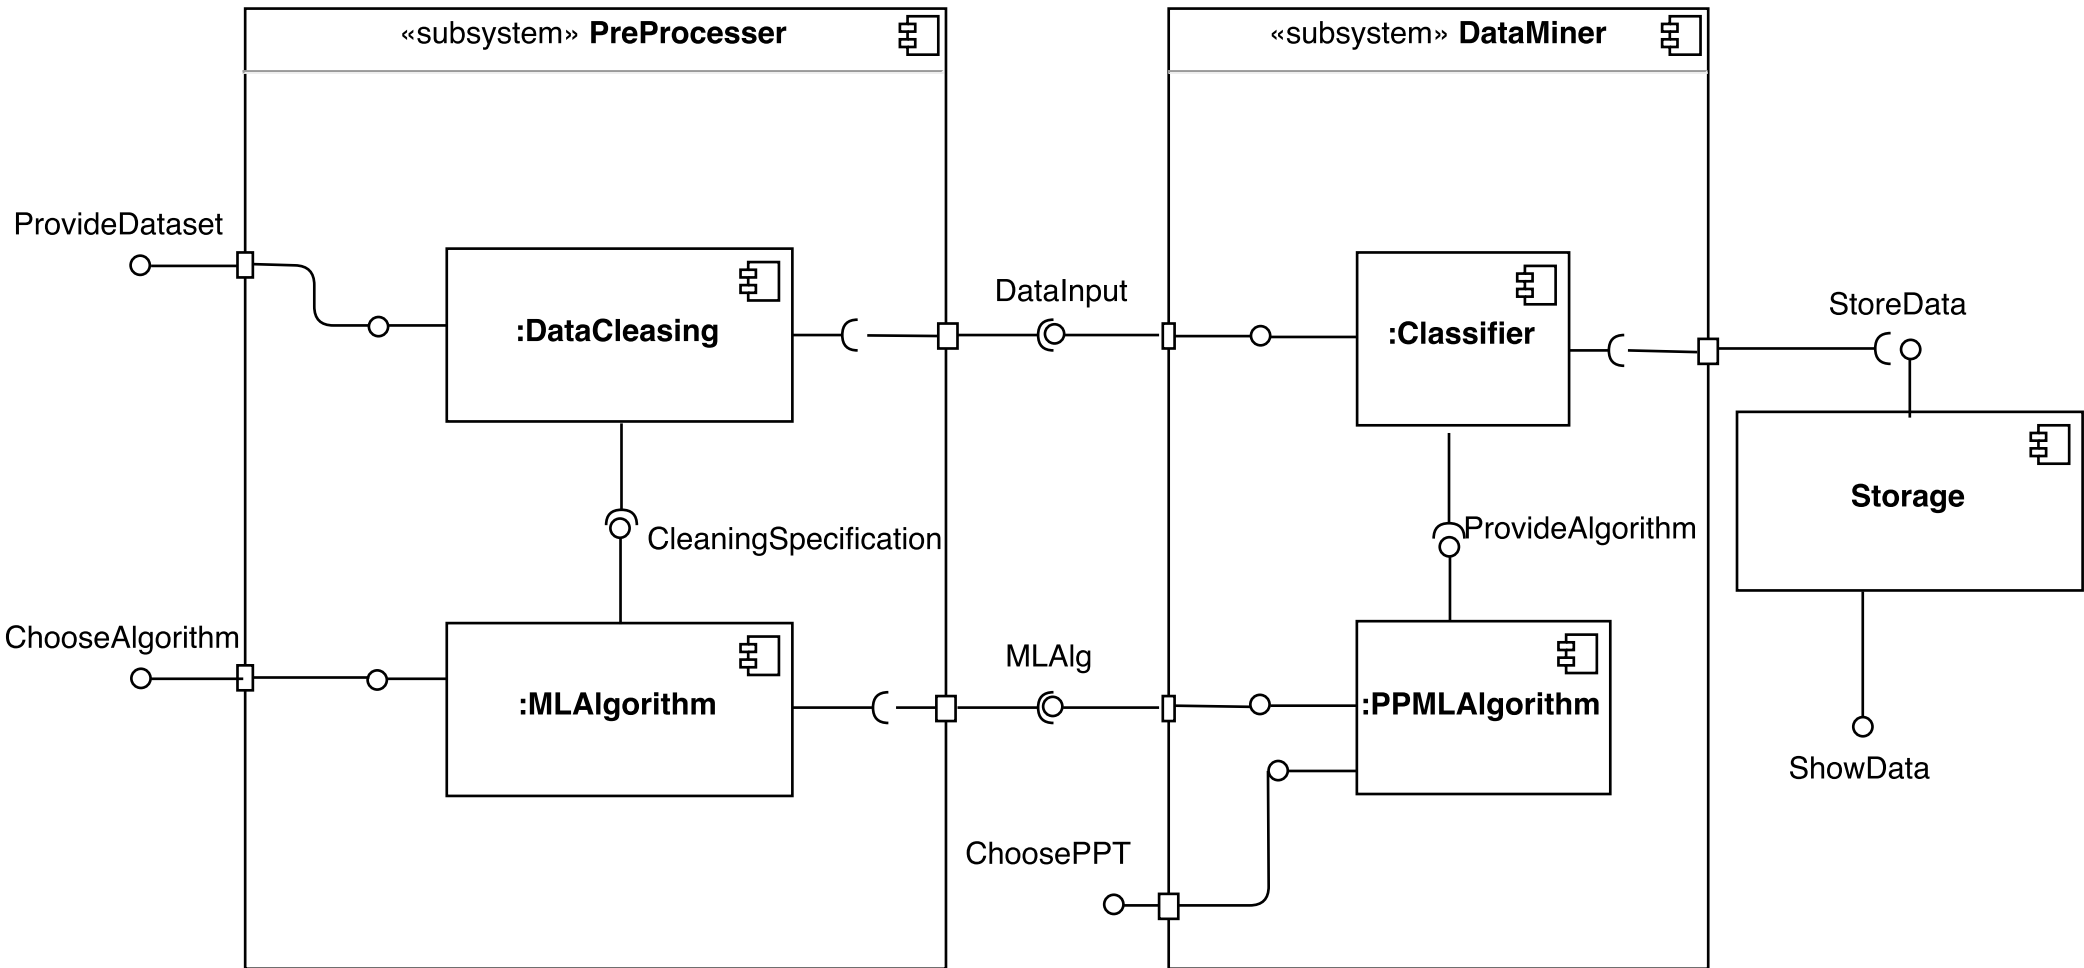 «subsystem» PreProcesser
«subsystem» DataMiner
ProvideDataset
DataInput
StoreData
:DataCleasing
:Classifier
Storage
CleaningSpecification
ProvideAlgorithm
ChooseAlgorithm
MLAlg
:MLAlgorithm
:PPMLAlgorithm
ShowData
ChoosePPT